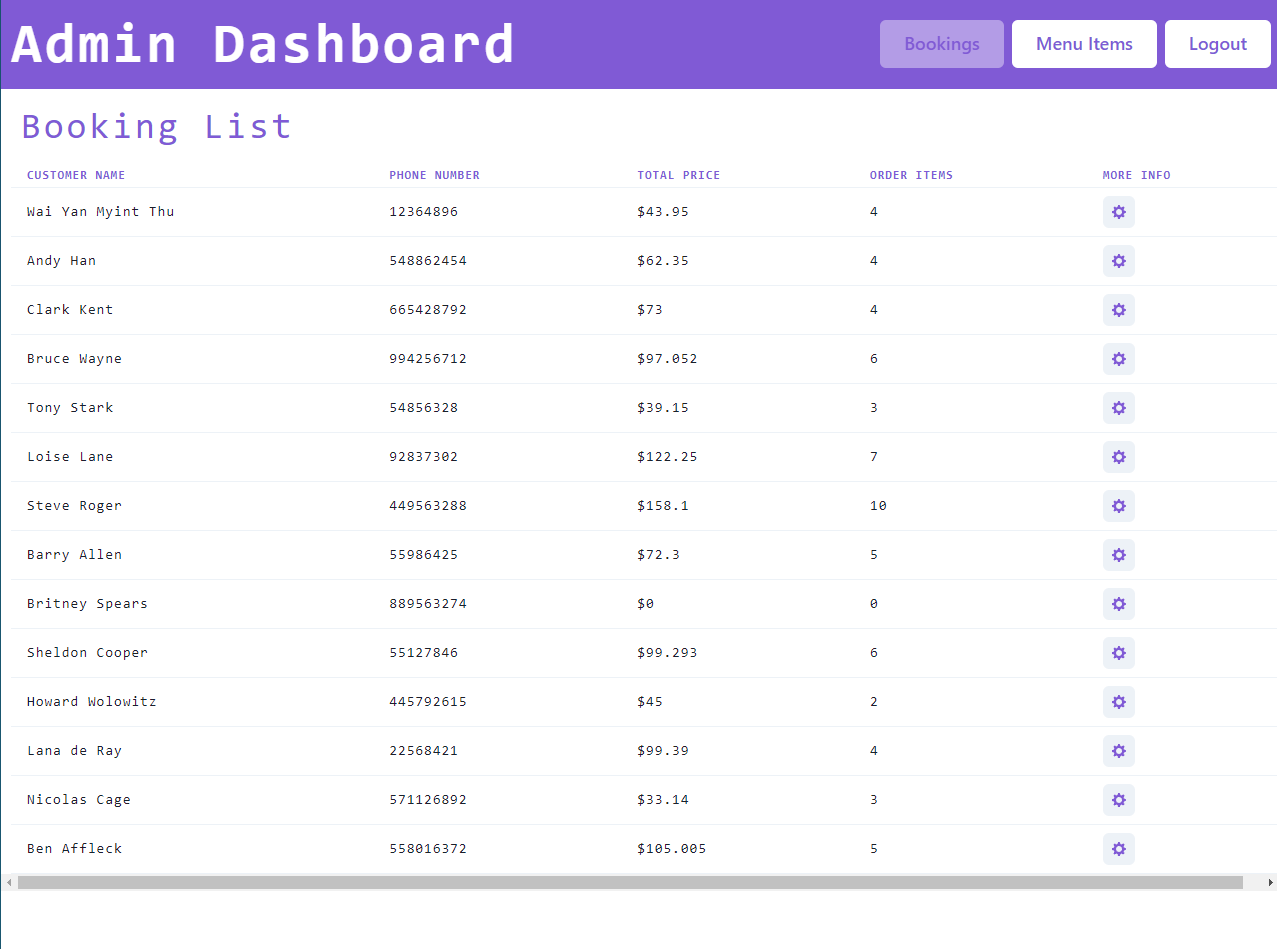 Admin Dashboard Bookings Menu Items Logout
Booking List
CUSTOMER NAME PHONE NUMBER TOTAL PRICE ORDER ITEMS MORE INFO
Wai Yan Myint Thu 12364896 $43.95 4
Andy Han 548862454 $62.35 4
Clark Kent 665428792 $73 4
Bruce Wayne 994256712 $97.052 6
Tony Stark 54856328 $39.15 3
Loise Lane 92837302 $122.25 7
Steve Roger 449563288 $158.1 10
Barry Allen 55986425 $72.3 5
Britney Spears 889563274 $0 0
Sheldon Cooper 55127846 $99.293 6
Howard Wolowitz 445792615 $45 2
Lana de Ray 22568421 $99.39 4
Nicolas Cage 571126892 $33.14 3
Ben Affleck 558016372 $105.005 5